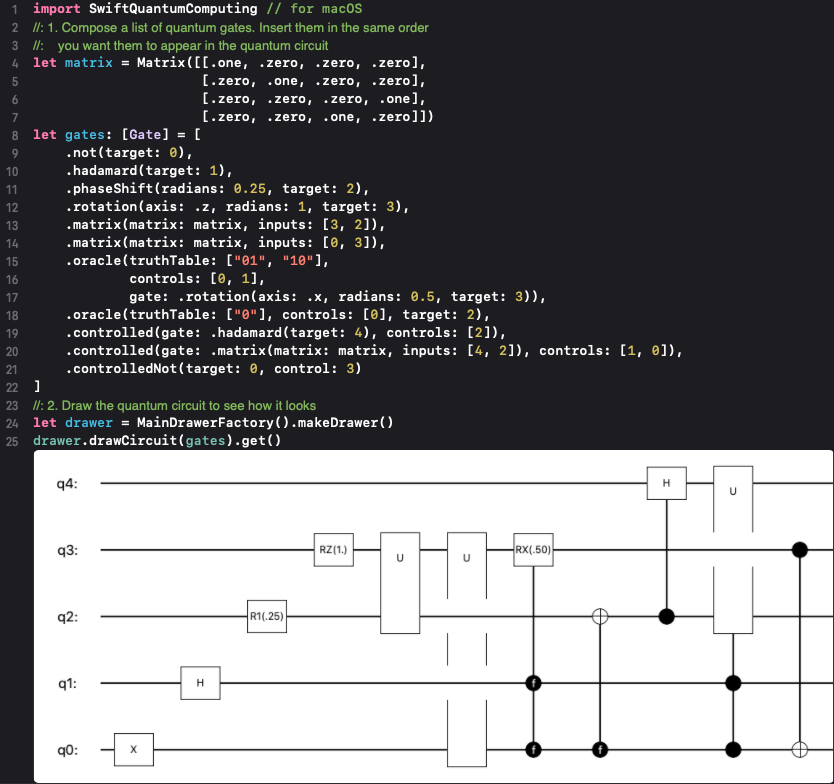 1 import SwiftQuantumComputing // for macOS
2 //: 1. Compose a list of quantum gates. Insert them in the same order
3 //:    you want them to appear in the quantum circuit
4 let matrix = Matrix([[.one, .zero, .zero, .zero],
5                      [.zero, .one, .zero, .zero],
6                      [.zero, .zero, .zero, .one],
7                      [.zero, .zero, .one, .zero]])
8 let gates: [Gate] = [
9     .not(target: 0),
10     .hadamard(target: 1),
11     .phaseShift(radians: 0.25, target: 2),
12     .rotation(axis: .z, radians: 1, target: 3),
13     .matrix(matrix: matrix, inputs: [3, 2]),
14     .matrix(matrix: matrix, inputs: [0, 3]),
15     .oracle(truthTable: ["01", "10"],
16             controls: [0, 1],
17             gate: .rotation(axis: .x, radians: 0.5, target: 3)),
18     .oracle(truthTable: ["0"], controls: [0], target: 2),
19     .controlled(gate: .hadamard(target: 4), controls: [2]),
20     .controlled(gate: .matrix(matrix: matrix, inputs: [4, 2]), controls: [1, 0]),
21     .controlledNot(target: 0, control: 3)
22 ]
23 //: 2. Draw the quantum circuit to see how it looks
24 let drawer = MainDrawerFactory().makeDrawer()
25 drawer.drawCircuit(gates).get()
q4: H U
q3: RZ(1.) U U RX(.50)
q2: R1(.25)
q1: H f
q0: X f f